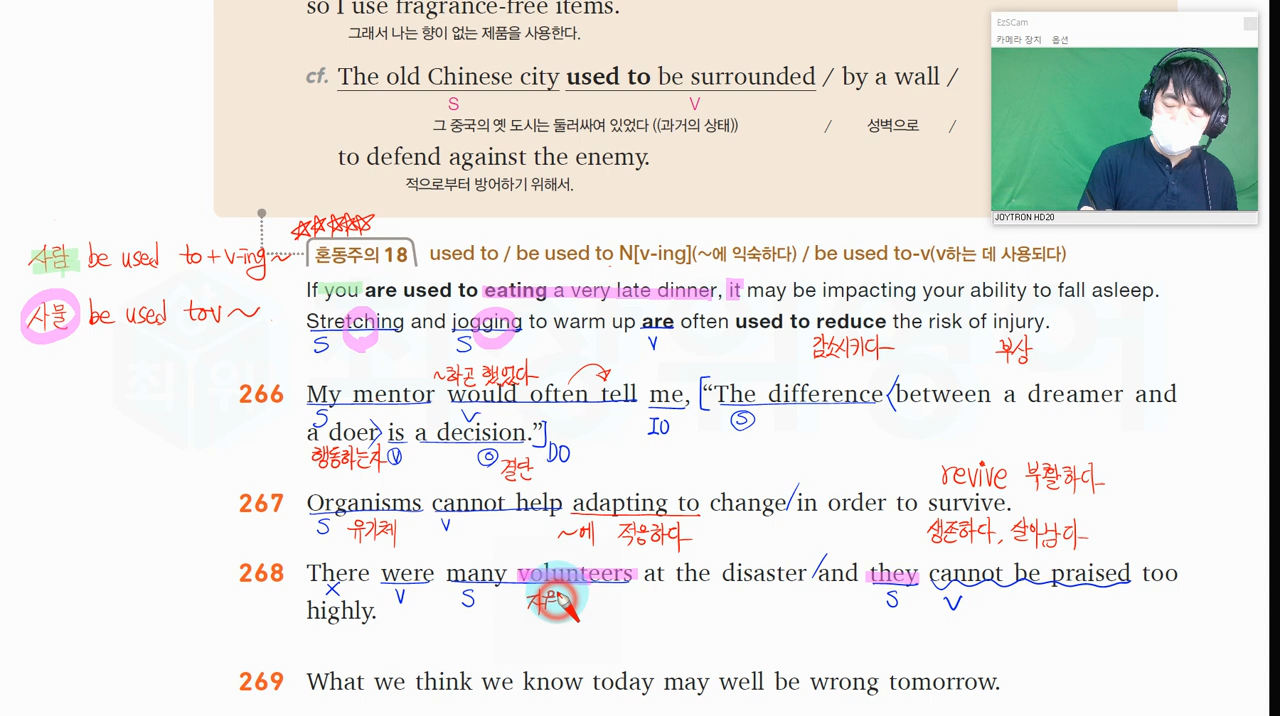 so I use fragrance-free items.
그래서 나는 향이 없는 제품을 사용한다.
EzSCam
카메라 장치 옵션
cf. The old Chinese city used to be surrounded / by a wall /
S V
그 중국의 옛 도시는 둘러싸여 있었다 ((과거의 상태)) / 성벽으로 /
to defend against the enemy.
적으로부터 방어하기 위해서.
JOYTRON HD20
☆☆☆☆☆
사람 be used to + v-ing ~
혼동주의 18 used to / be used to N[v-ing](~에 익숙하다) / be used to-v(v하는 데 사용되다)
If you are used to eating a very late dinner, it may be impacting your ability to fall asleep.
사물 be used to v ~
Stretching and jogging to warm up are often used to reduce the risk of injury.
S S V 감소시키다 부상
~하곤 했었다
266 My mentor would often tell me, ["The difference <between a dreamer and
S V IO S
a doer> is a decision."] DO
행동하는자 V O 결단
revive 부활하다
267 Organisms cannot help adapting to change / in order to survive.
S 유기체 V ~에 적응하다 생존하다, 살아남다
268 There were many volunteers at the disaster / and they cannot be praised too
X V S 자원 S V
highly.
269 What we think we know today may well be wrong tomorrow.